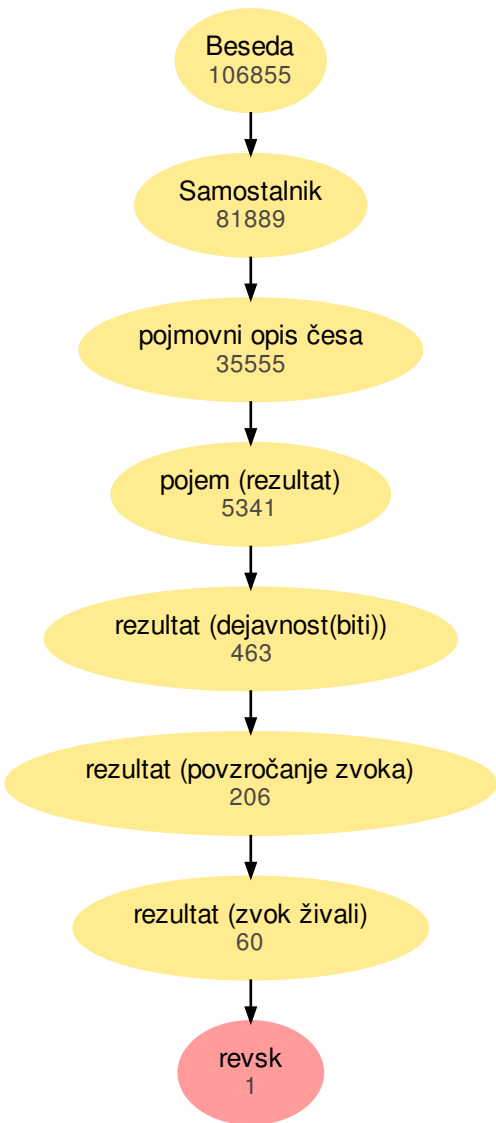 Beseda
106855
Samostalnik
81889
pojmovni opis česa
35555
pojem (rezultat)
5341
rezultat (dejavnost(biti))
463
rezultat (povzročanje zvoka)
206
rezultat (zvok živali)
60
revsk
1